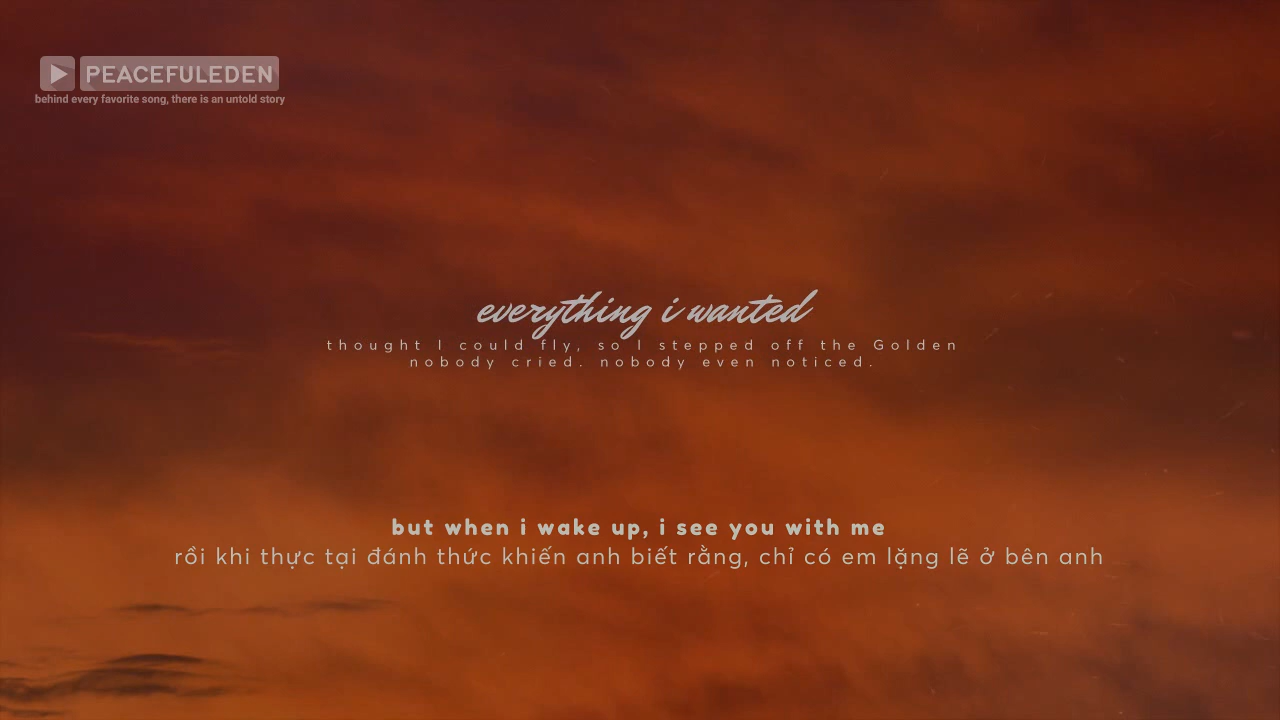 PEACEFULEDEN
behind every favorite song, there is an untold story
everything i wanted
thought I could fly, so I stepped off the Golden
nobody cried. nobody even noticed.
but when i wake up, i see you with me
rồi khi thực tại đánh thức khiến anh biết rằng, chỉ có em lặng lẽ ở bên anh